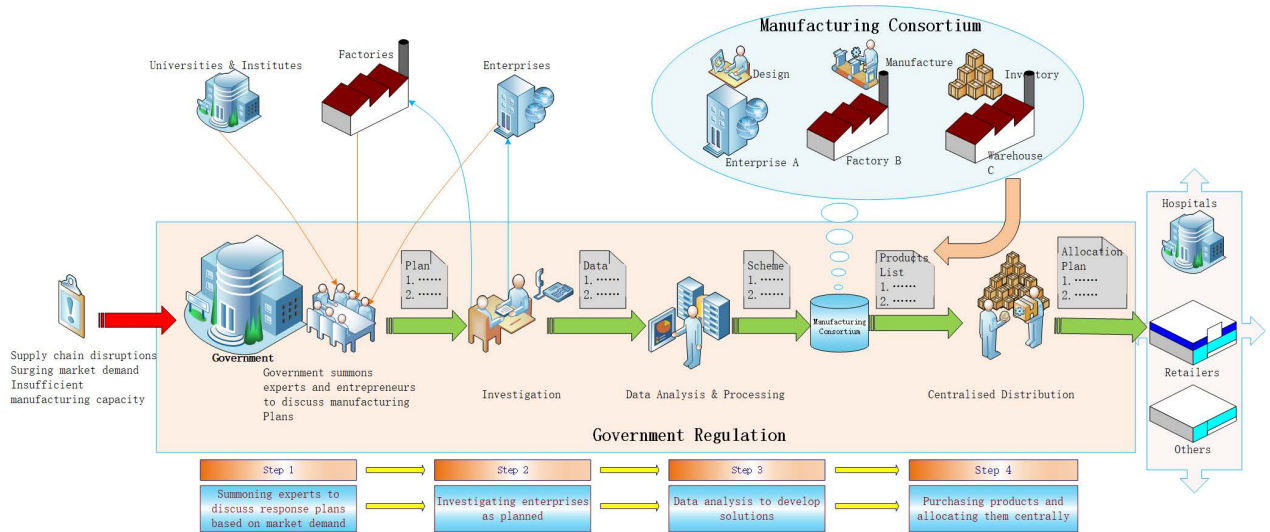 Manufacturing Consortium
Universities & Institutes
Factories
Enterprises
Design
Manufacture
Inventory
Enterprise A
Factory B
Warehouse
C
Supply chain disruptions
Surging market demand
Insufficient
manufacturing capacity
Government
Government summons
experts and entrepreneurs
to discuss manufacturing
Plans
Plan
1. ······
2. ······
Investigation
Data
1. ······
2. ······
Data Analysis & Processing
Scheme
1. ······
2. ······
Manufacturing
Consortium
Products
List
1. ······
2. ······
Centralised Distribution
Allocation
Plan
1. ······
2. ······
Hospitals
Retailers
Others
Government Regulation
Step 1
Step 2
Step 3
Step 4
Summoning experts to
discuss response plans
based on market demand
Investigating enterprises
as planned
Data analysis to develop
solutions
Purchasing products and
allocating them centrally